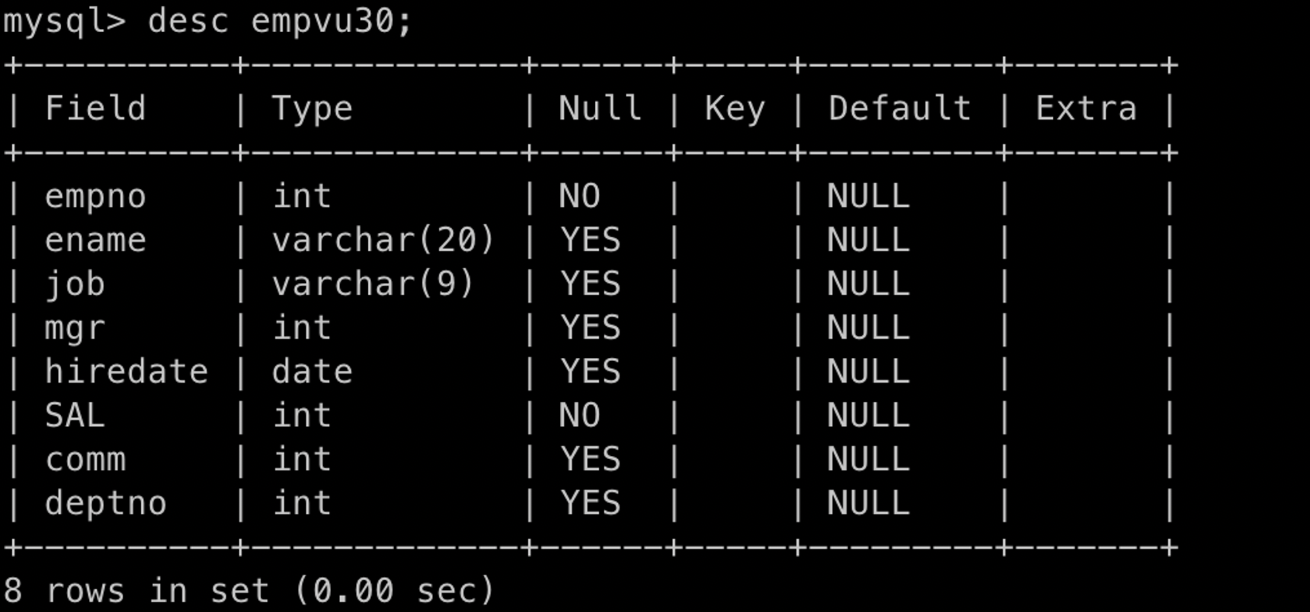 mysql> desc empvu30;
+----------+-------------+------+-----+---------+-------+
| Field    | Type        | Null | Key | Default | Extra |
+----------+-------------+------+-----+---------+-------+
| empno    | int         | NO   |     | NULL    |       |
| ename    | varchar(20) | YES  |     | NULL    |       |
| job      | varchar(9)  | YES  |     | NULL    |       |
| mgr      | int         | YES  |     | NULL    |       |
| hiredate | date        | YES  |     | NULL    |       |
| SAL      | int         | NO   |     | NULL    |       |
| comm     | int         | YES  |     | NULL    |       |
| deptno   | int         | YES  |     | NULL    |       |
+----------+-------------+------+-----+---------+-------+
8 rows in set (0.00 sec)